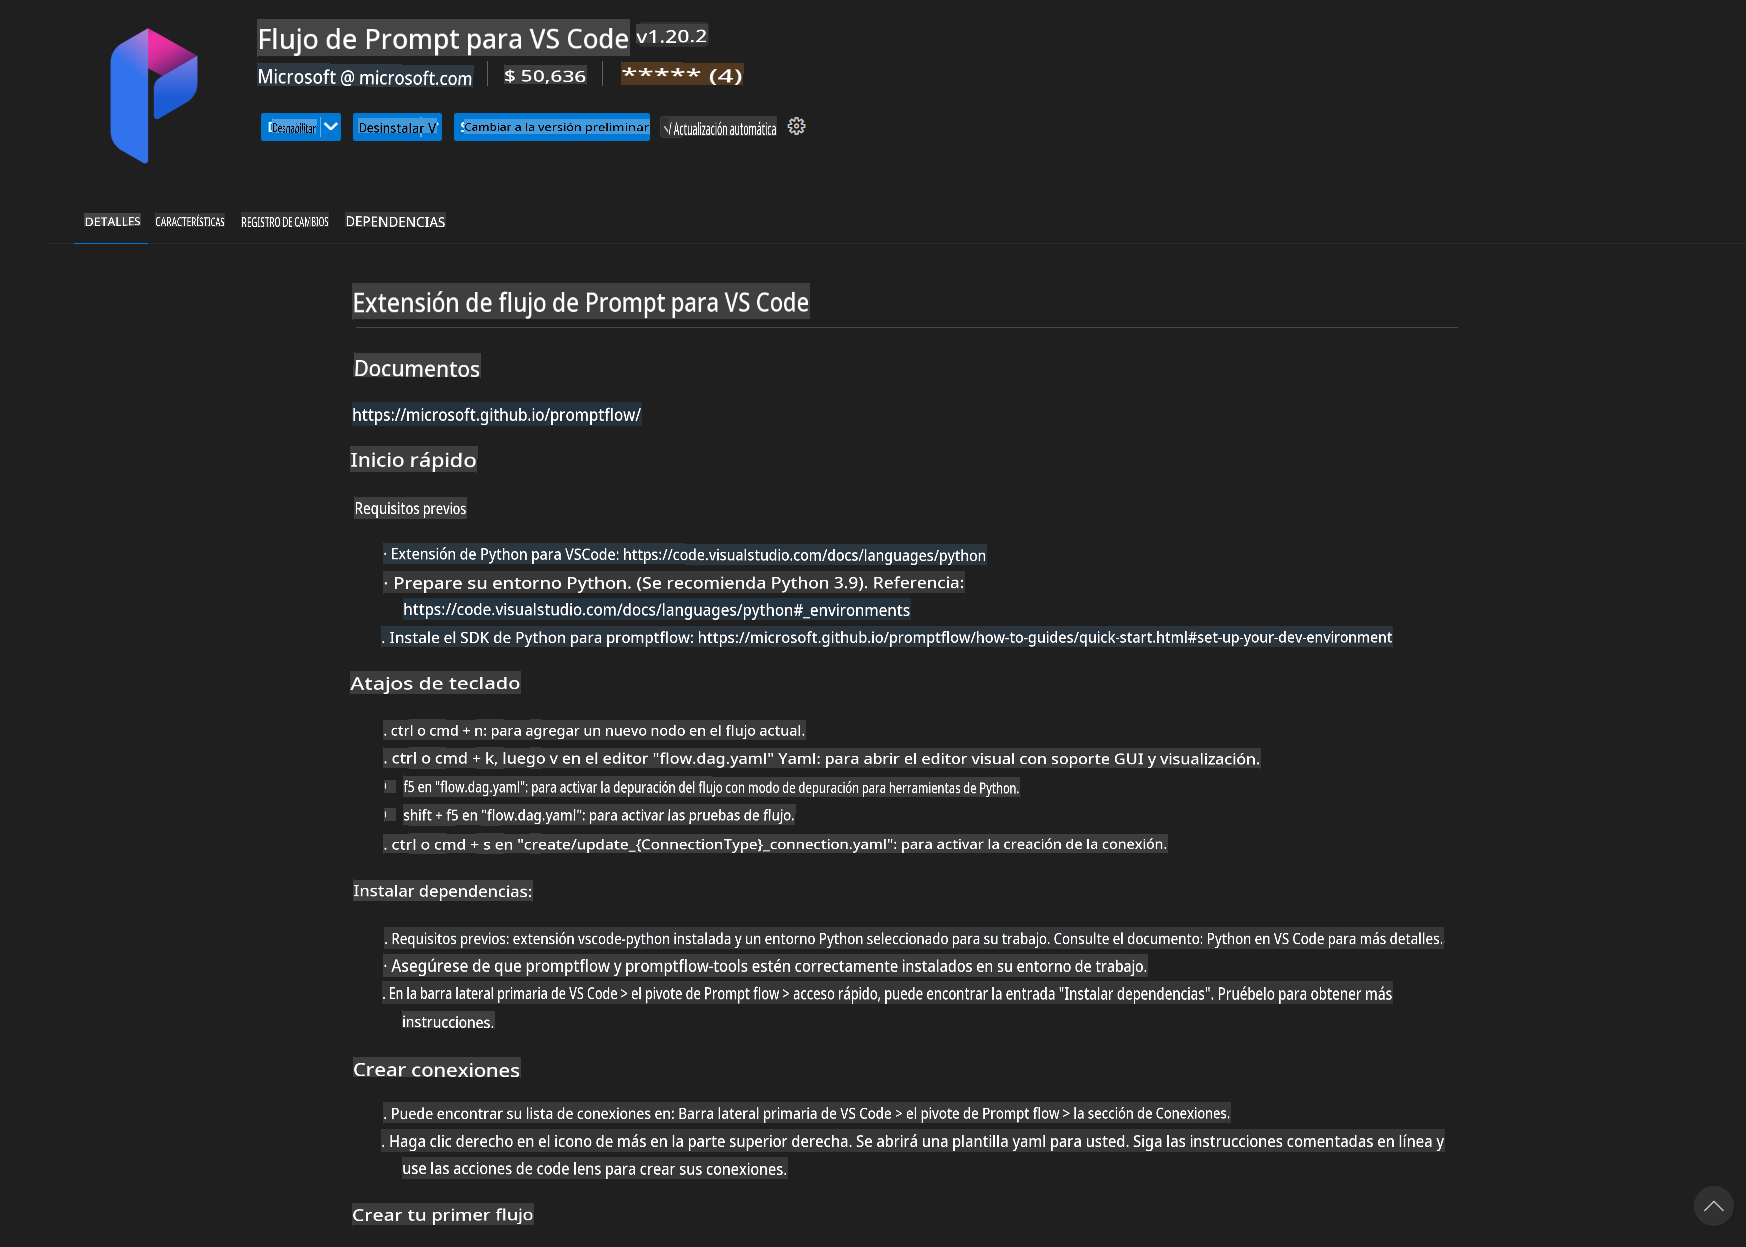 Flujo de Prompt para VS Code v1.20.2
Microsoft @ microsoft.com $ 50,636 ***** (4)
Desinstalar Cambiar a la versión preliminar √ Actualización automática
DETALLES CARACTERÍSTICAS REGISTRO DE CAMBIOS DEPENDENCIAS
Extensión de flujo de Prompt para VS Code
Documentos
https://microsoft.github.io/promptflow/
Inicio rápido
Requisitos previos
· Extensión de Python para VSCode: https://code.visualstudio.com/docs/languages/python
· Prepare su entorno Python. (Se recomienda Python 3.9). Referencia:
https://code.visualstudio.com/docs/languages/python#_environments
. Instale el SDK de Python para promptflow: https://microsoft.github.io/promptflow/how-to-guides/quick-start.html#set-up-your-dev-environment
Atajos de teclado
. ctrl o cmd + n: para agregar un nuevo nodo en el flujo actual.
. ctrl o cmd + k, luego v en el editor "flow.dag.yaml" Yaml: para abrir el editor visual con soporte GUI y visualización.
f5 en "flow.dag.yaml": para activar la depuración del flujo con modo de depuración para herramientas de Python.
shift + f5 en "flow.dag.yaml": para activar las pruebas de flujo.
. ctrl o cmd + s en "create/update_{ConnectionType}_connection.yaml": para activar la creación de la conexión.
Instalar dependencias:
. Requisitos previos: extensión vscode-python instalada y un entorno Python seleccionado para su trabajo. Consulte el documento: Python en VS Code para más detalles.
· Asegúrese de que promptflow y promptflow-tools estén correctamente instalados en su entorno de trabajo.
. En la barra lateral primaria de VS Code > el pivote de Prompt flow > acceso rápido, puede encontrar la entrada "Instalar dependencias". Pruébelo para obtener más
instrucciones.
Crear conexiones
. Puede encontrar su lista de conexiones en: Barra lateral primaria de VS Code > el pivote de Prompt flow > la sección de Conexiones.
. Haga clic derecho en el icono de más en la parte superior derecha. Se abrirá una plantilla yaml para usted. Siga las instrucciones comentadas en línea y
use las acciones de code lens para crear sus conexiones.
Crear tu primer flujo